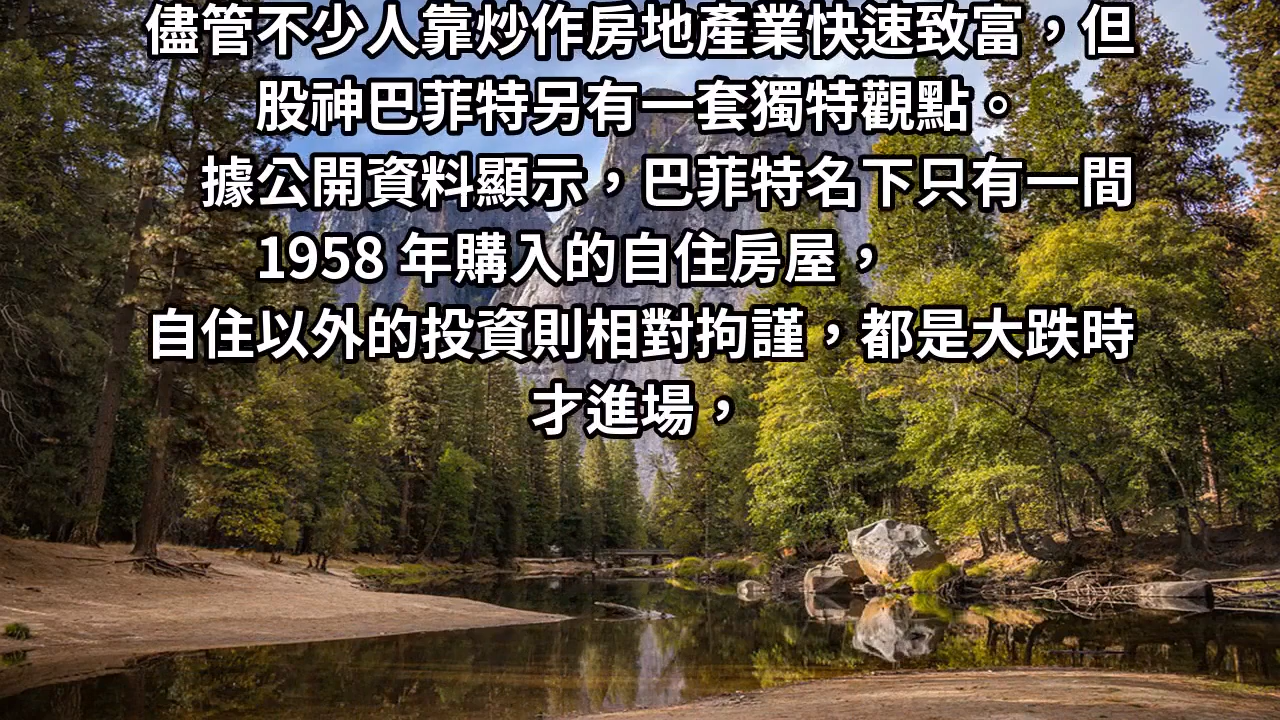 儘管不少人靠炒作房地產業快速致富，但
股神巴菲特另有一套獨特觀點。
據公開資料顯示，巴菲特名下只有一間
1958 年購入的自住房屋，
自住以外的投資則相對拘謹，都是大跌時
才進場，